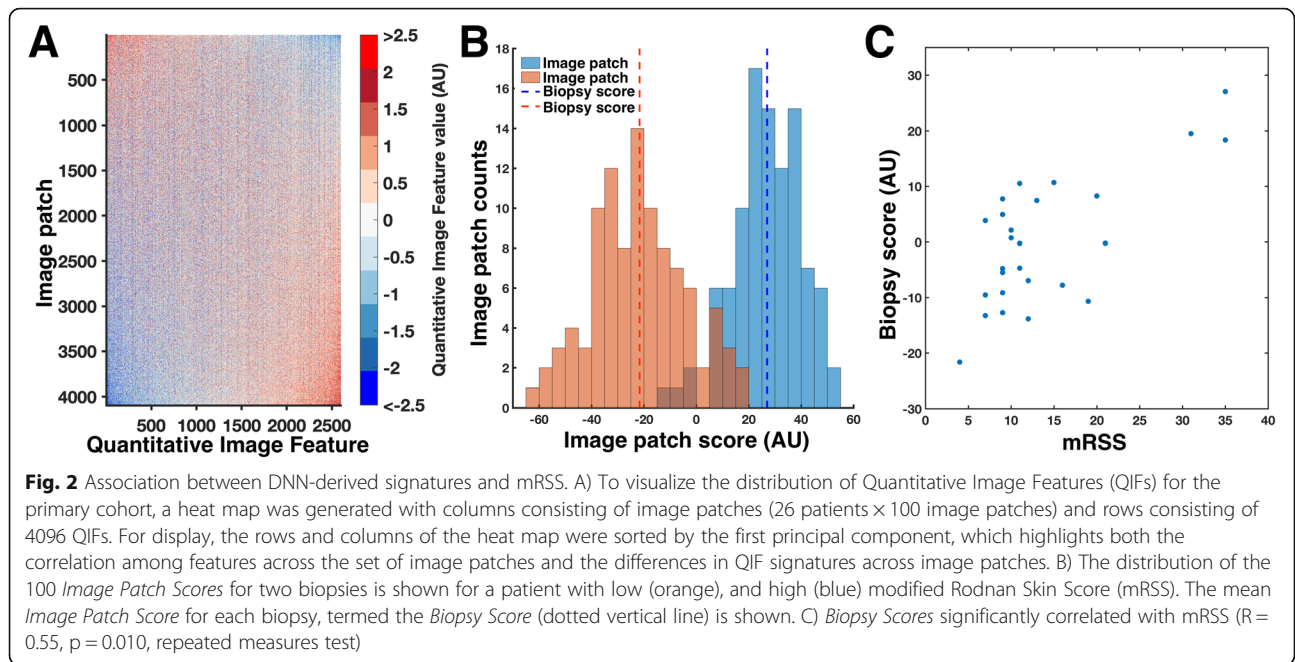 A
Image patch
500
1000
1500
2000
2500
3000
3500
4000
500 1000 1500 2000 2500
Quantitative Image Feature
>2.5
2
1.5
1
0.5
0
-0.5
-1
-1.5
-2
<-2.5
Quantitative Image Feature value (AU)
B
Image patch counts
18
16
14
12
10
8
6
4
2
0
Image patch
Image patch
Biopsy score
Biopsy score
-60 -40 -20 0 20 40 60
Image patch score (AU)
C
Biopsy score (AU)
30
20
10
0
-10
-20
-30
0 5 10 15 20 25 30 35 40
mRSS
Fig. 2 Association between DNN-derived signatures and mRSS. A) To visualize the distribution of Quantitative Image Features (QIFs) for the
primary cohort, a heat map was generated with columns consisting of image patches (26 patients × 100 image patches) and rows consisting of
4096 QIFs. For display, the rows and columns of the heat map were sorted by the first principal component, which highlights both the
correlation among features across the set of image patches and the differences in QIF signatures across image patches. B) The distribution of the
100 Image Patch Scores for two biopsies is shown for a patient with low (orange), and high (blue) modified Rodnan Skin Score (mRSS). The mean
Image Patch Score for each biopsy, termed the Biopsy Score (dotted vertical line) is shown. C) Biopsy Scores significantly correlated with mRSS (R =
0.55, p = 0.010, repeated measures test)